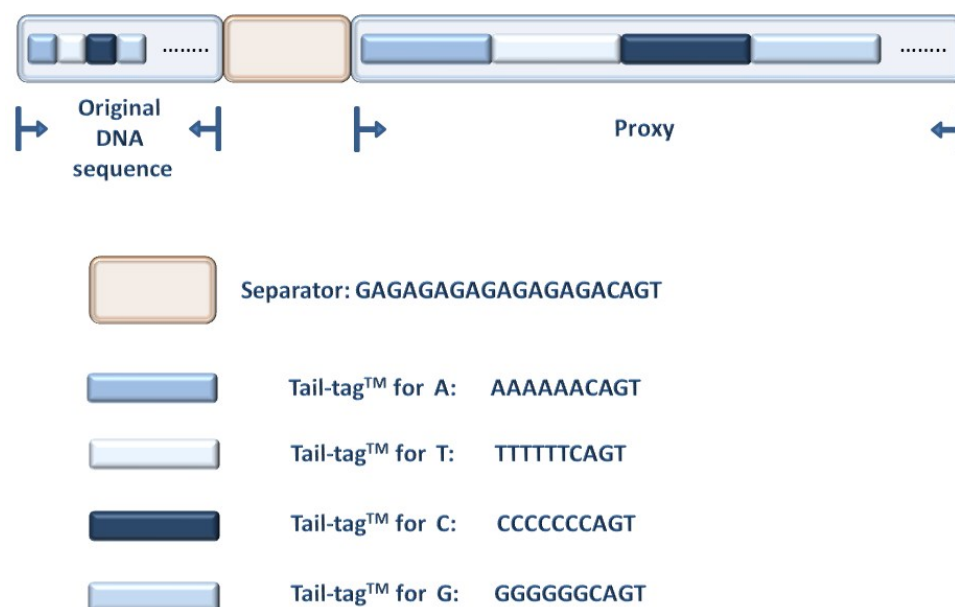 ........ ........
Original
DNA
sequence
Proxy
Separator: GAGAGAGAGAGAGAGACAGT
Tail-tag™ for A: AAAAAACAGT
Tail-tag™ for T: TTTTTTCAGT
Tail-tag™ for C: CCCCCCCAGT
Tail-tag™ for G: GGGGGGCAGT